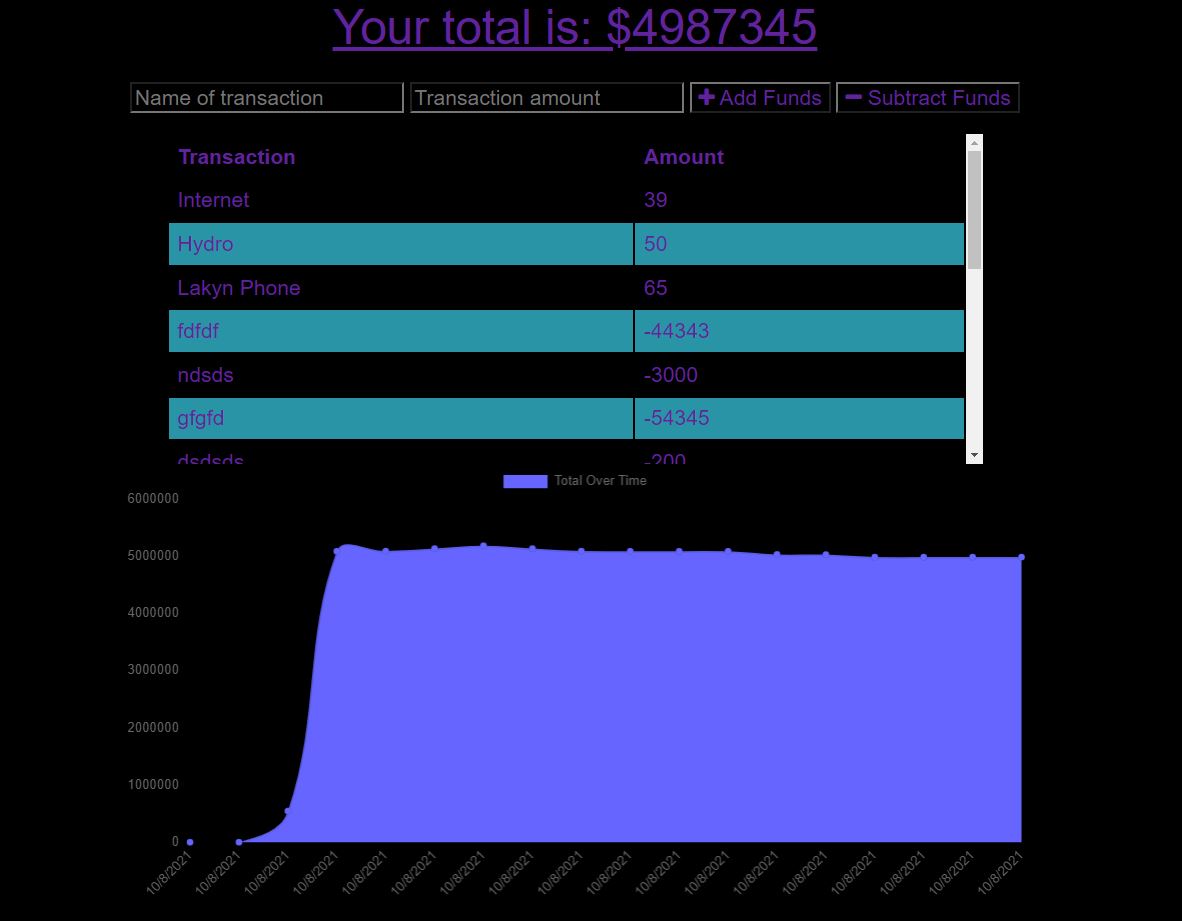 Your total is: $4987345
Name of transaction Transaction amount Add Funds Subtract Funds
Transaction Amount
Internet 39
Hydro 50
Lakyn Phone 65
fdfdf -44343
ndsds -3000
gfgfd -54345
dsdsds -200
Total Over Time
6000000
5000000
4000000
3000000
2000000
1000000
0
10/8/2021 10/8/2021 10/8/2021 10/8/2021 10/8/2021 10/8/2021 10/8/2021 10/8/2021 10/8/2021 10/8/2021 10/8/2021 10/8/2021 10/8/2021 10/8/2021 10/8/2021 10/8/2021 10/8/2021 10/8/2021